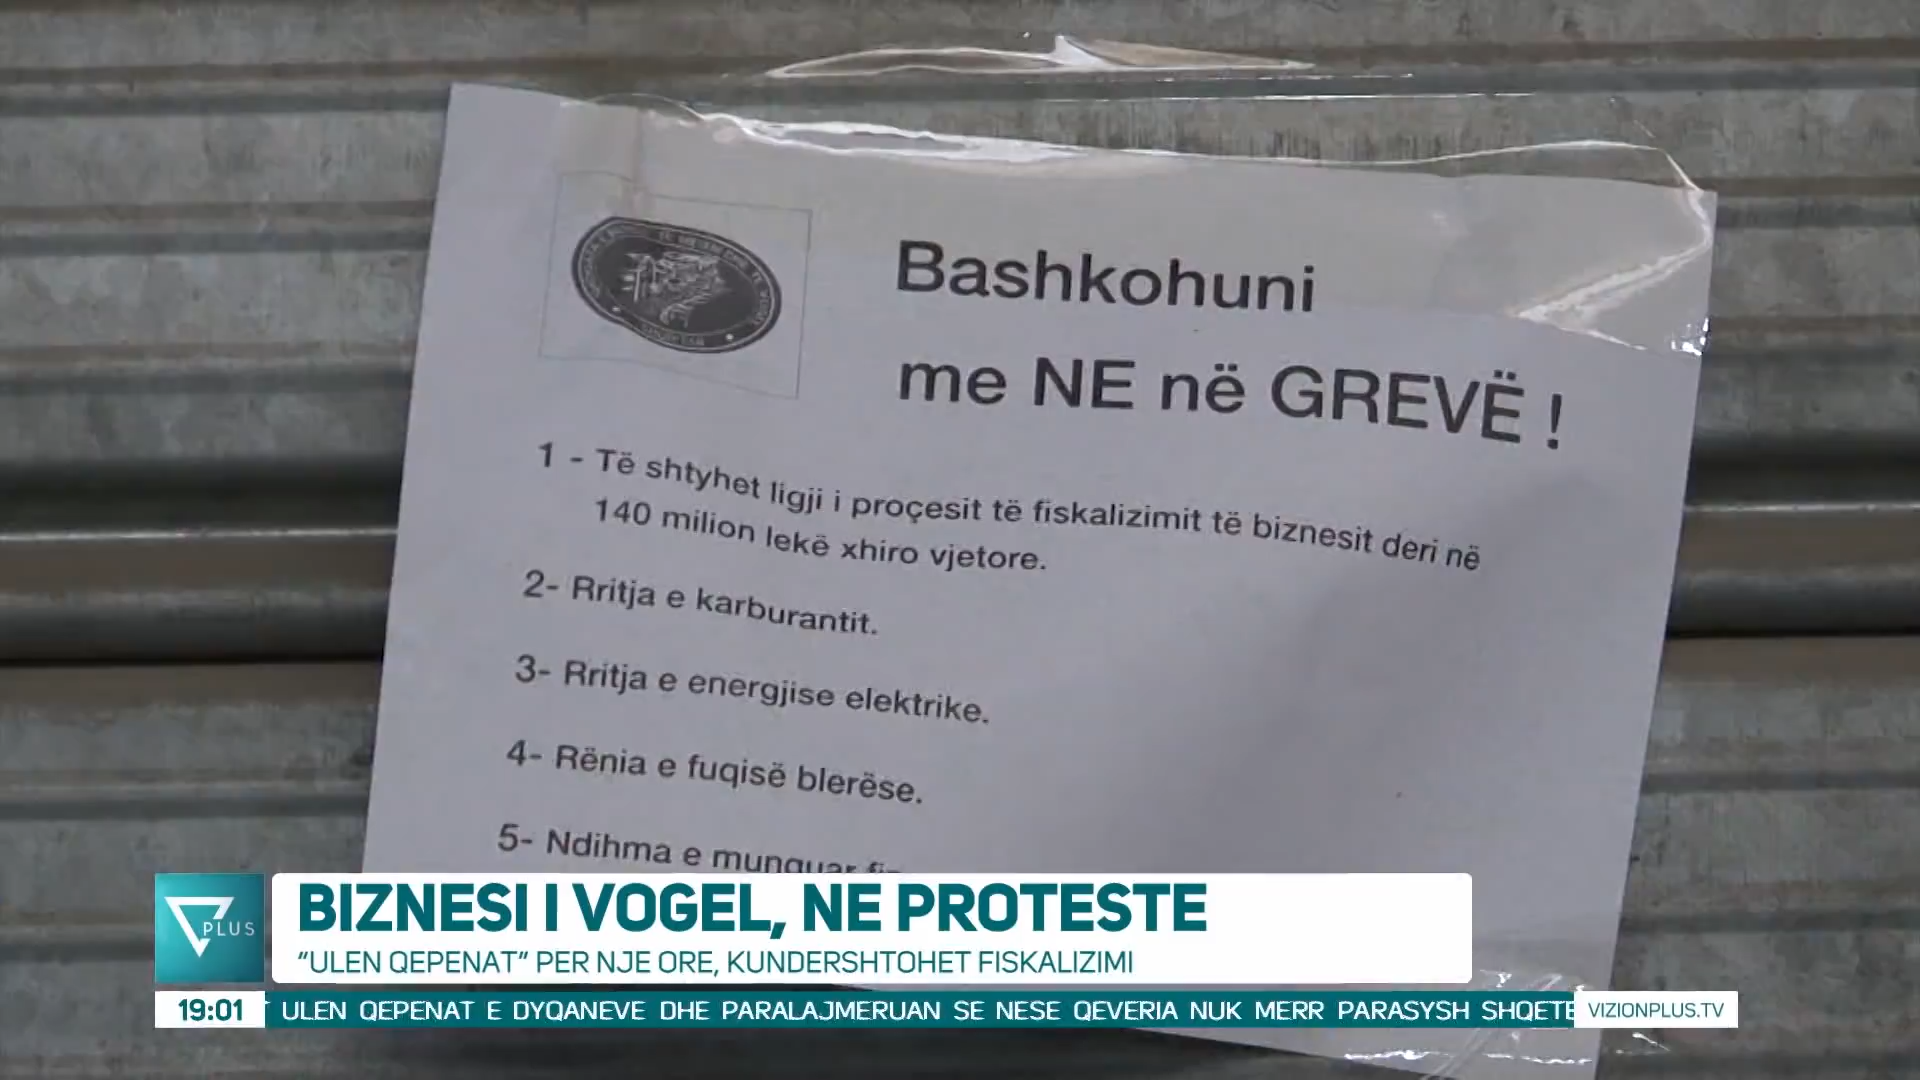 Bashkohuni
me NE në GREVË !
1 - Të shtyhet ligji i proçesit të fiskalizimit të biznesit deri në
140 milion lekë xhiro vjetore.
2- Rritja e karburantit.
3- Rritja e energjise elektrike.
4- Rënia e fuqisë blerëse.
5- Ndihma e munguar
PLUS
BIZNESI I VOGEL, NE PROTESTE
“ULEN QEPENAT” PER NJE ORE, KUNDERSHTOHET FISKALIZIMI
19:01 ULEN QEPENAT E DYQANEVE DHE PARALAJMERUAN SE NESE QEVERIA NUK MERR PARASYSH SHQETE VIZIONPLUS.TV